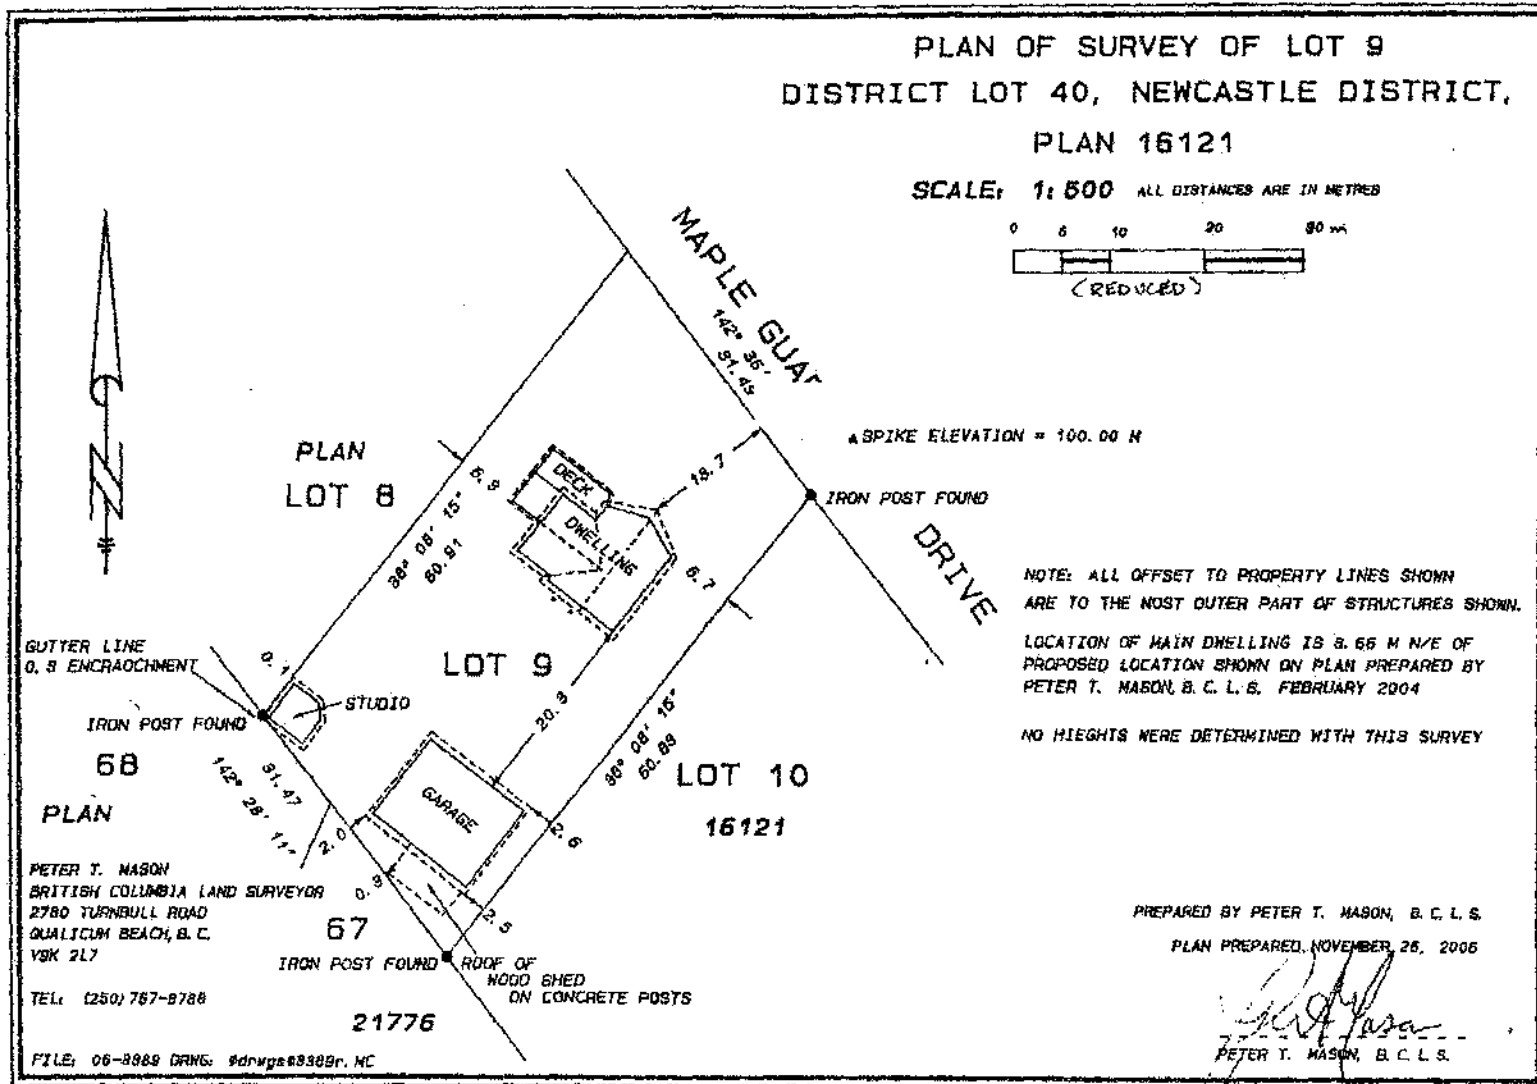 PLAN OF SURVEY OF LOT 9
DISTRICT LOT 40, NEWCASTLE DISTRICT,
PLAN 16121
SCALE: 1:500 ALL DISTANCES ARE IN METRES
0 5 10 20 30 m
(REDUCED)
MAPLE GUAR
142° 36'
31.45
DRIVE
SPIKE ELEVATION = 100.00 M
IRON POST FOUND
PLAN
LOT 8
5.9
18.7
DECK
DWELLING
38° 08' 15"
60.91
6.7
NOTE: ALL OFFSET TO PROPERTY LINES SHOWN
ARE TO THE MOST OUTER PART OF STRUCTURES SHOWN.
LOCATION OF MAIN DWELLING IS 3.66 M N/E OF
PROPOSED LOCATION SHOWN ON PLAN PREPARED BY
PETER T. MASON, B.C.L.S. FEBRUARY 2004
NO HIEGHTS WERE DETERMINED WITH THIS SURVEY
GUTTER LINE
ENCRAOCHMENT
0.1
LOT 9
STUDIO
IRON POST FOUND
20.3
38° 08' 15"
68
31.47
142° 28' 11"
PLAN
GARAGE
LOT 10
16121
2.0
2.6
2.5
PETER T. MASON
BRITISH COLUMBIA LAND SURVEYOR
2780 TURNBULL ROAD
QUALICUM BEACH, B.C.
V9K 2L7
TEL: (250)
67
IRON POST FOUND
ROOF OF
WOOD SHED
ON CONCRETE POSTS
21776
PREPARED BY PETER T. MASON, B.C.L.S.
PLAN PREPARED, NOVEMBER 26, 2006
PETER T. MASON, B.C.L.S.
FILE: DRWG: